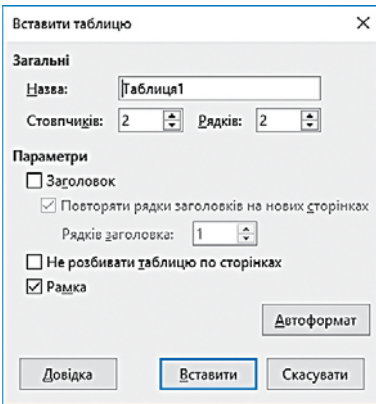 Вставити таблицю
Загальні
Назва: Таблиця1
Стовпчиків: 2 Рядків: 2
Параметри
Заголовок
Повторяти рядки заголовків на нових сторінках
Рядків заголовка: 1
Не розбивати таблицю по сторінках
Рамка
Автоформат
Довідка Вставити Скасувати